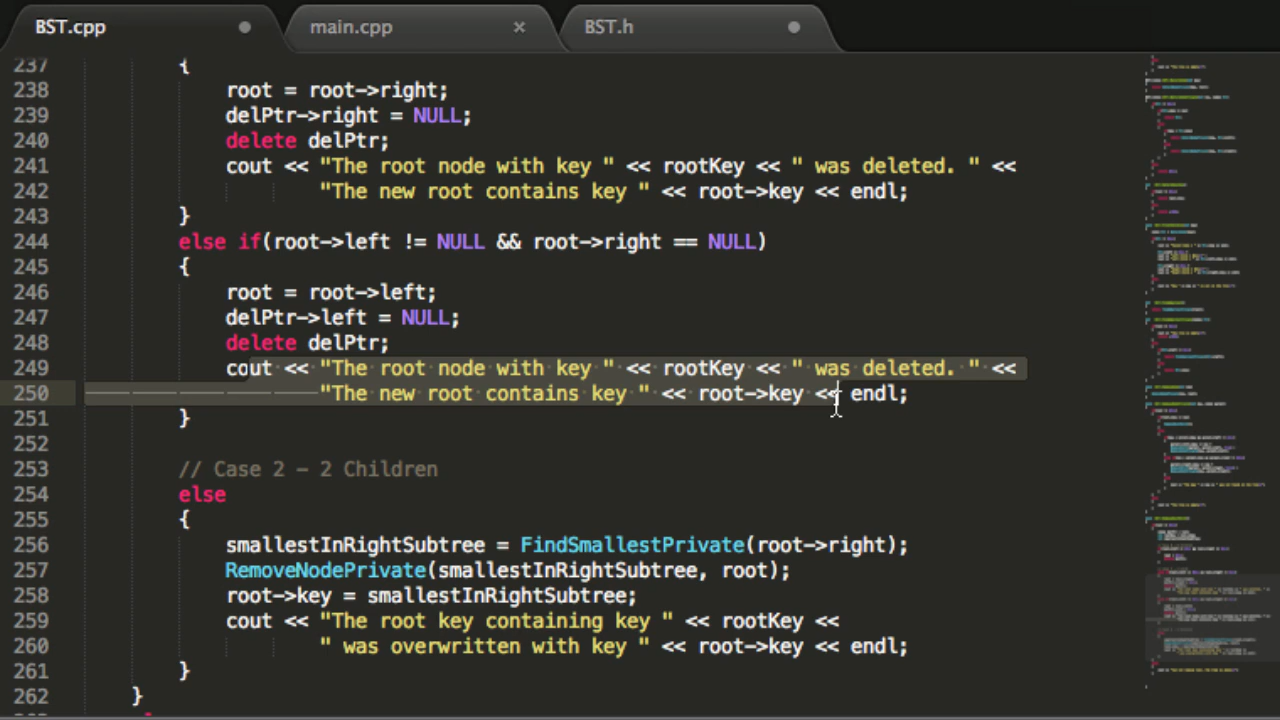 BST.cpp main.cpp × BST.h
237 {
238 root = root->right;
239 delPtr->right = NULL;
240 delete delPtr;
241 cout << "The root node with key " << rootKey << " was deleted. " <<
242 "The new root contains key " << root->key << endl;
243 }
244 else if(root->left != NULL && root->right == NULL)
245 {
246 root = root->left;
247 delPtr->left = NULL;
248 delete delPtr;
249 cout << "The root node with key " << rootKey << " was deleted. " <<
250 "The new root contains key " << root->key << endl;
251 }
252
253 // Case 2 – 2 Children
254 else
255 {
256 smallestInRightSubtree = FindSmallestPrivate(root->right);
257 RemoveNodePrivate(smallestInRightSubtree, root);
258 root->key = smallestInRightSubtree;
259 cout << "The root key containing key " << rootKey <<
260 " was overwritten with key " << root->key << endl;
261 }
262 }